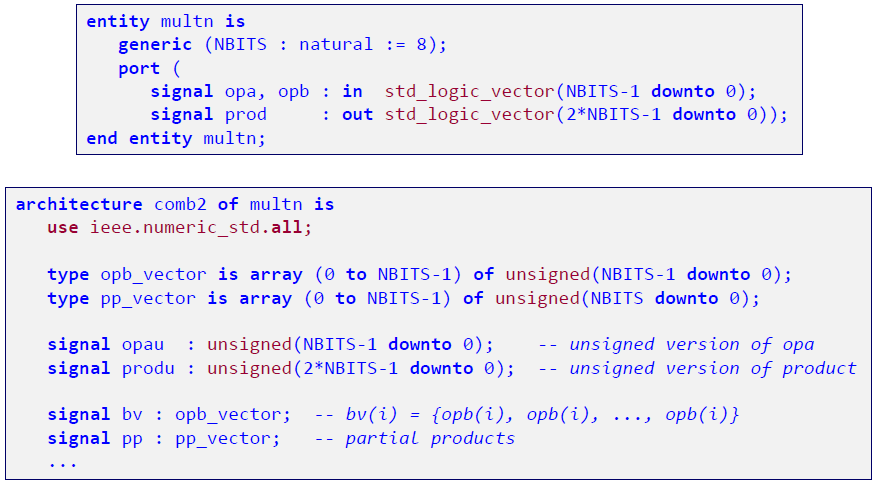 entity multn is
generic (NBITS : natural := 8);
port (
signal opa, opb : in std_logic_vector(NBITS-1 downto 0);
signal prod : out std_logic_vector(2*NBITS-1 downto 0));
end entity multn;
architecture comb2 of multn is
use ieee.numeric_std.all;
type opb_vector is array (0 to NBITS-1) of unsigned(NBITS-1 downto 0);
type pp_vector is array (0 to NBITS-1) of unsigned(NBITS downto 0);
signal opau : unsigned(NBITS-1 downto 0); -- unsigned version of opa
signal produ : unsigned(2*NBITS-1 downto 0); -- unsigned version of product
signal bv : opb_vector; -- bv(i) = {opb(i), opb(i), ..., opb(i)}
signal pp : pp_vector; -- partial products
...